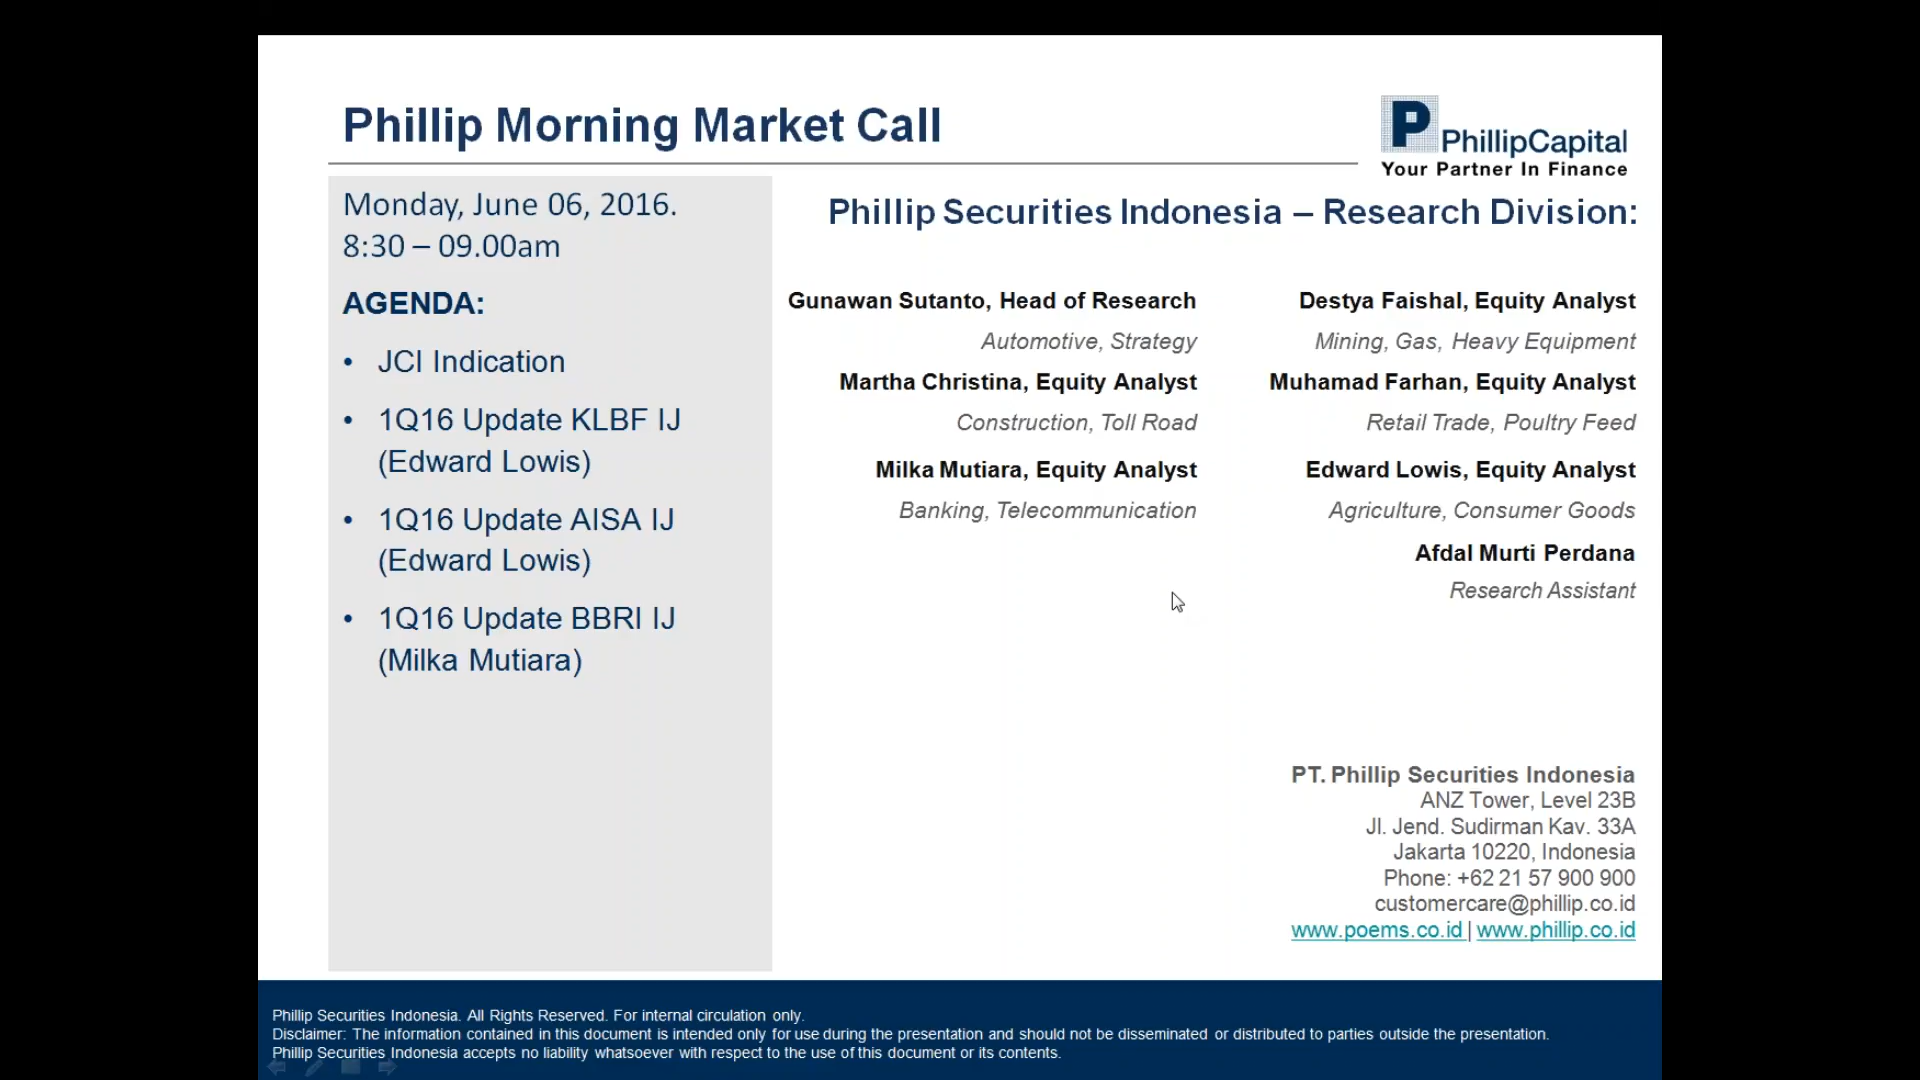 Phillip Morning Market Call
P
PhillipCapital
Your Partner In Finance
Monday, June 06, 2016.
8:30 – 09.00am
AGENDA:
• JCI Indication
• 1Q16 Update KLBF IJ
(Edward Lowis)
• 1Q16 Update AISA IJ
(Edward Lowis)
• 1Q16 Update BBRI IJ
(Milka Mutiara)
Phillip Securities Indonesia – Research Division:
Gunawan Sutanto, Head of Research
Automotive, Strategy
Martha Christina, Equity Analyst
Construction, Toll Road
Milka Mutiara, Equity Analyst
Banking, Telecommunication
Destya Faishal, Equity Analyst
Mining, Gas, Heavy Equipment
Muhamad Farhan, Equity Analyst
Retail Trade, Poultry Feed
Edward Lowis, Equity Analyst
Agriculture, Consumer Goods
Afdal Murti Perdana
Research Assistant
PT. Phillip Securities Indonesia
ANZ Tower, Level 23B
Jl. Jend. Sudirman Kav. 33A
Jakarta 10220, Indonesia
Phone: +62 21 57 900 900
customercare@phillip.co.id
www.poems.co.id | www.phillip.co.id
Phillip Securities Indonesia. All Rights Reserved. For internal circulation only.
Disclaimer: The information contained in this document is intended only for use during the presentation and should not be disseminated or distributed to parties outside the presentation.
Phillip Securities Indonesia accepts no liability whatsoever with respect to the use of this document or its contents.